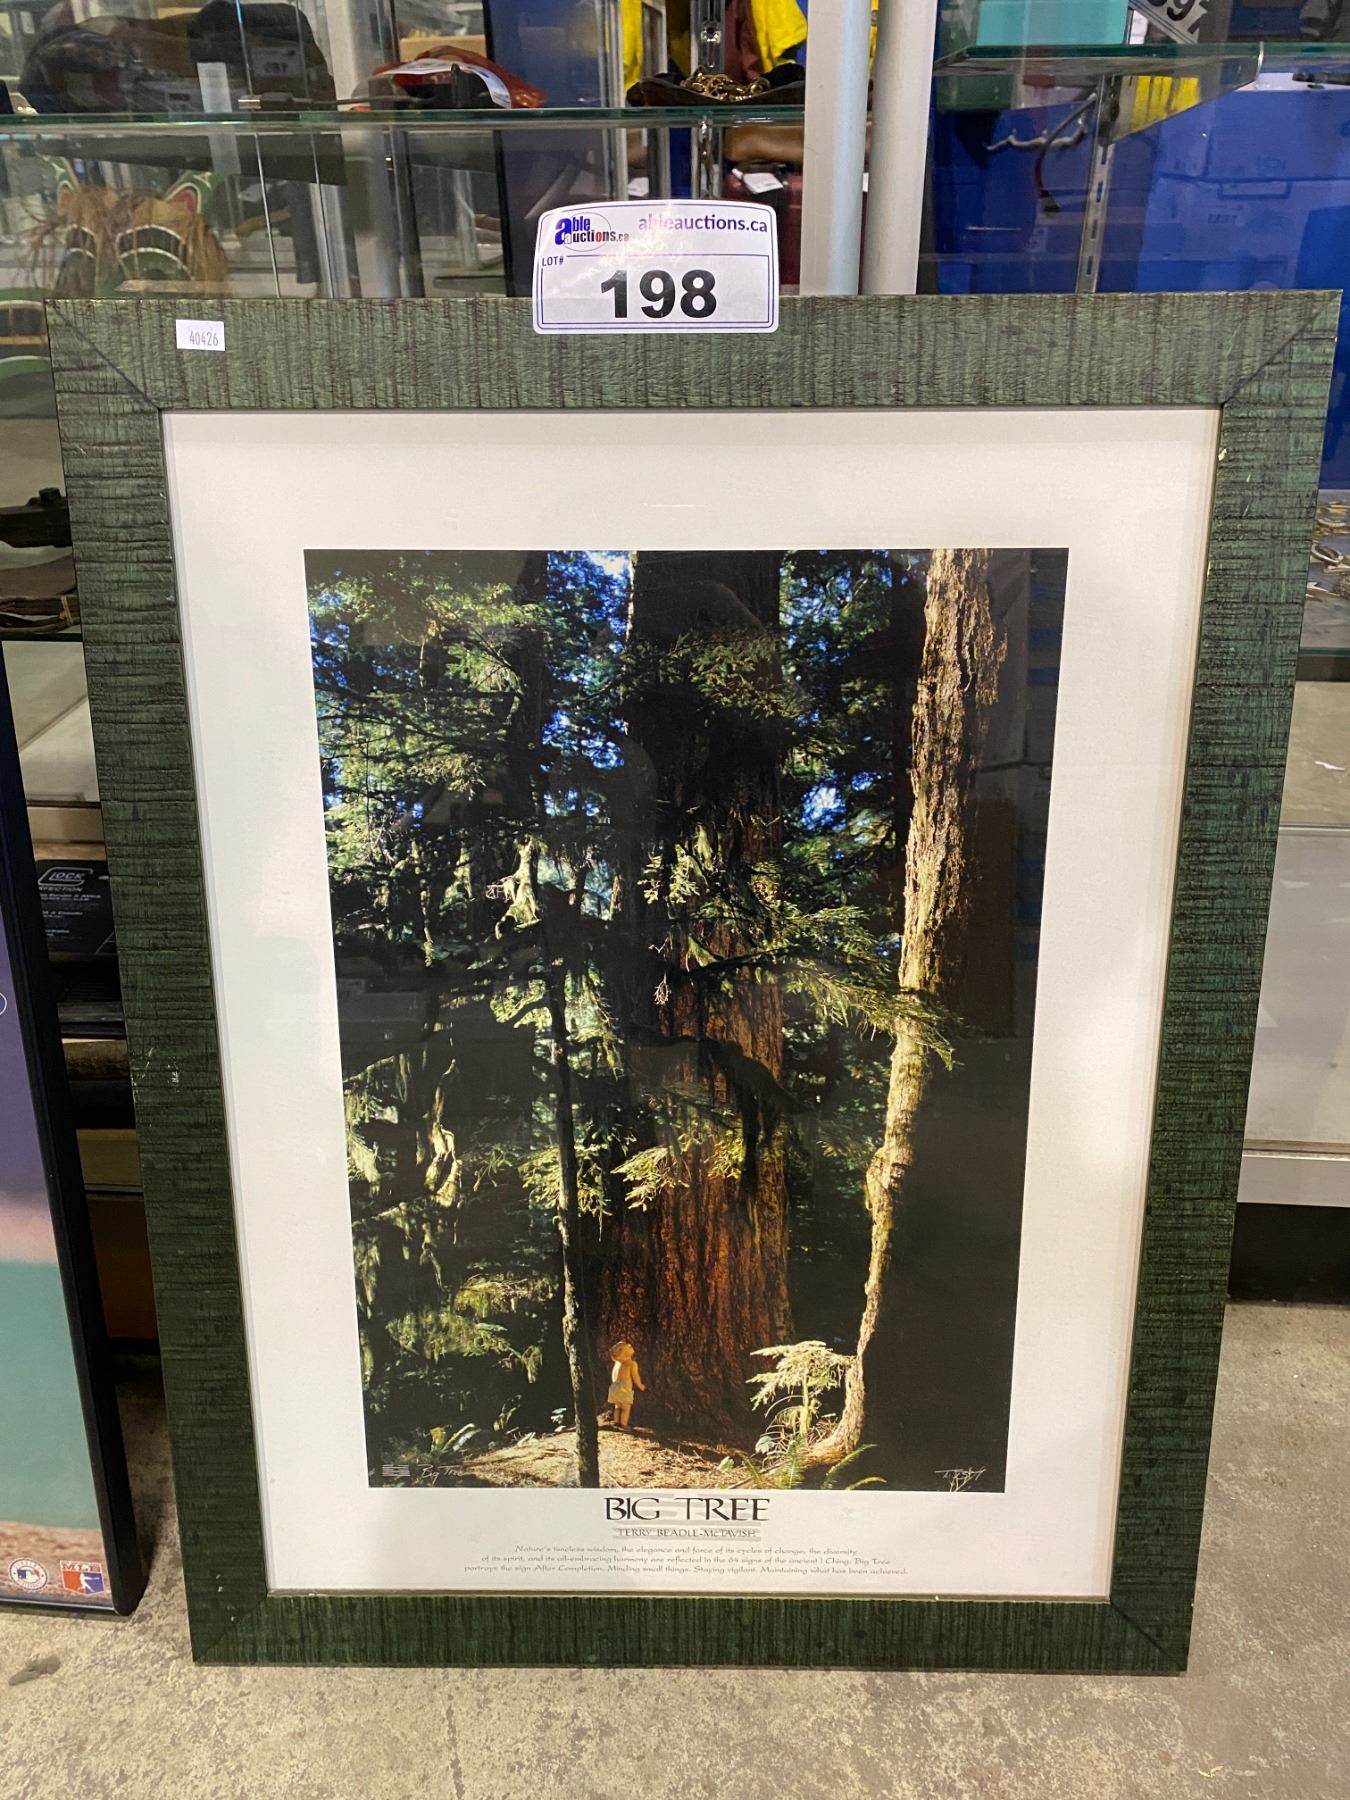 able auctions.ca
ableauctions.ca
LOT#
198
40426
LOCK
Big Tree
BIG TREE
TERRY BEADLE-McTAVISH
Nature's timeless wisdom, the elegance and force of its cycles of change, the diversity
of its spirit, and its all-embracing harmony are reflected in the 64 signs of the ancient I Ching. Big Tree
portrays the sign After Completion. Minding small things. Staying vigilant. Maintaining what has been achieved.